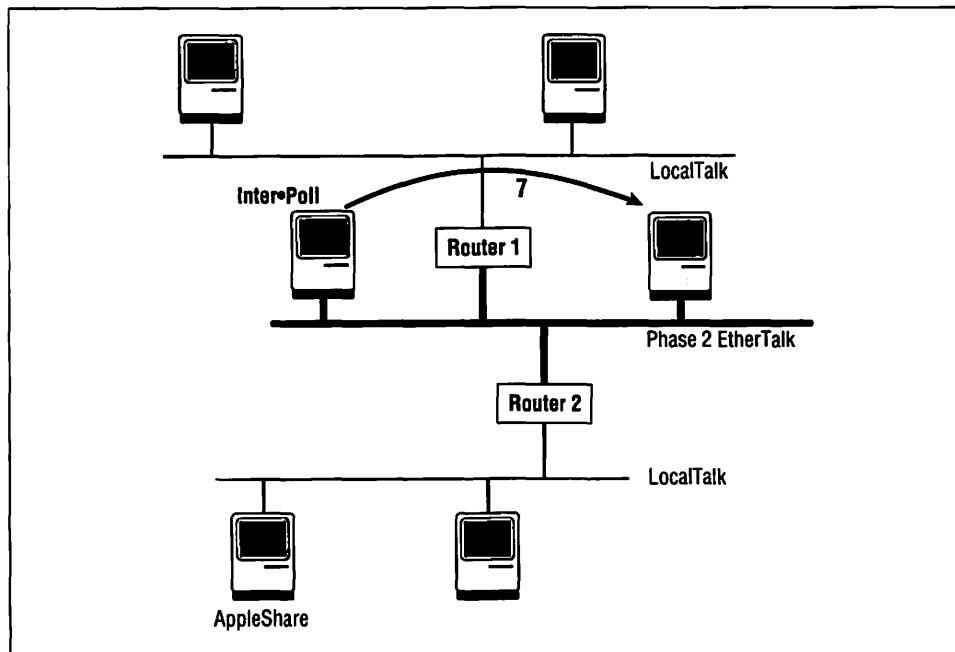 LocalTalk
Inter•Poll
7
Router 1
Phase 2 EtherTalk
Router 2
LocalTalk
AppleShare